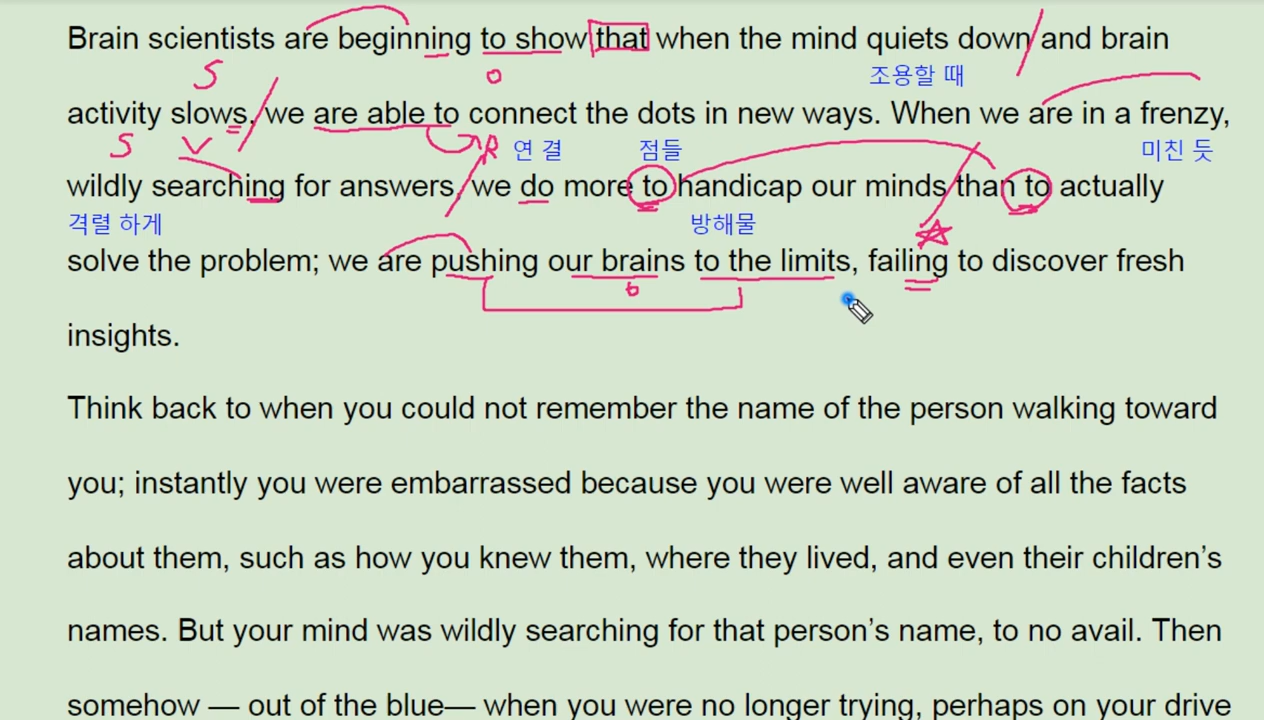 Brain scientists are beginning to show that when the mind quiets down and brain
S o 조용할 때
activity slows, we are able to connect the dots in new ways. When we are in a frenzy,
S V R 연 결 점들 미친 듯
wildly searching for answers, we do more to handicap our minds than to actually
격렬 하게 방해물
solve the problem; we are pushing our brains to the limits, failing to discover fresh
insights.
Think back to when you could not remember the name of the person walking toward
you; instantly you were embarrassed because you were well aware of all the facts
about them, such as how you knew them, where they lived, and even their children’s
names. But your mind was wildly searching for that person’s name, to no avail. Then
somehow — out of the blue— when you were no longer trying, perhaps on your drive